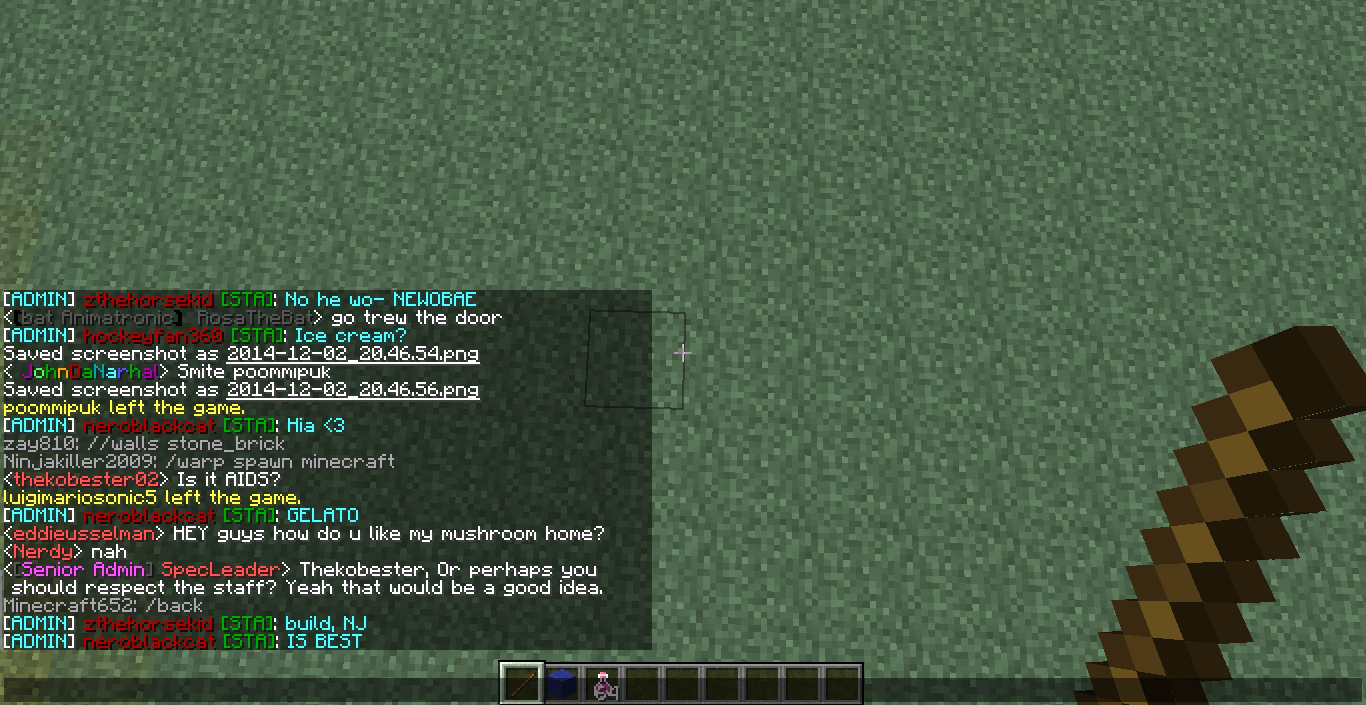 [ADMIN] zthehorsekid [STA]: No he wo- NEWOBAE
<[bat Animatronic] RosaTheBat> go trew the door
[ADMIN] hockeyfan360 [STA]: Ice cream?
Saved screenshot as 2014-12-02_20.46.54.png
< JohnDaNarhal> Smite poommipuk
Saved screenshot as 2014-12-02_20.46.56.png
poommipuk left the game.
[ADMIN] neroblackcat [STA]: Hia <3
zay810: //walls stone_brick
Ninjakiller2009: /warp spawn minecraft
<thekobester02> Is it AIDS?
luigimariosonic5 left the game.
[ADMIN] neroblackcat [STA]: GELATO
<eddieusselman> HEY guys how do u like my mushroom home?
<Nerdy> nah
<[Senior Admin] SpecLeader> Thekobester, Or perhaps you
should respect the staff? Yeah that would be a good idea.
Minecraft652: /back
[ADMIN] zthehorsekid [STA]: build, NJ
[ADMIN] neroblackcat [STA]: IS BEST
64